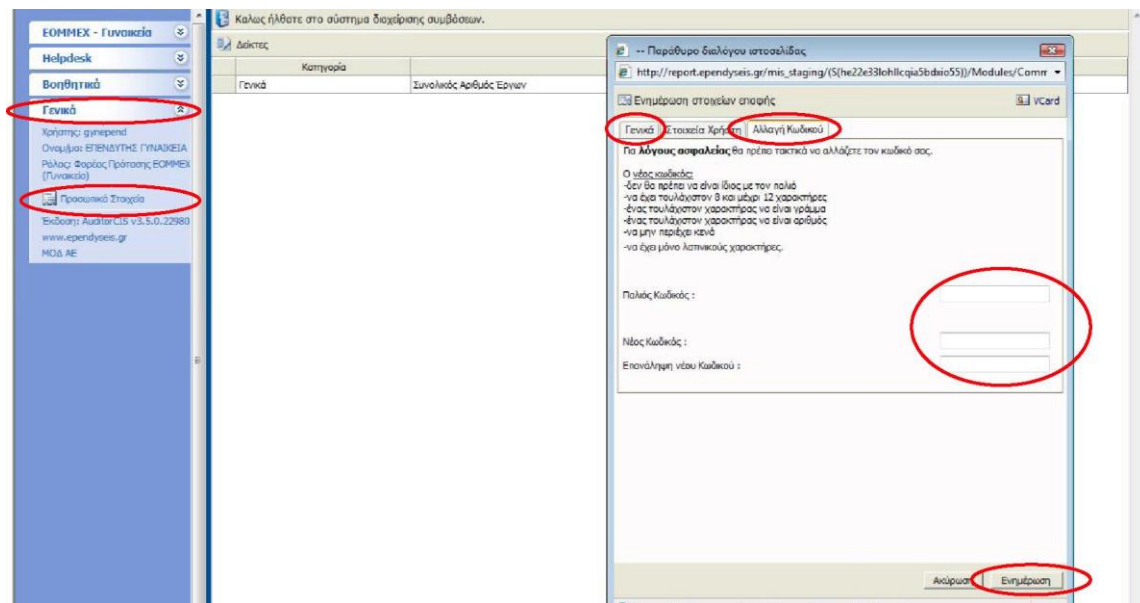 ΕΟΜΜΕΧ - Γυναικεία
Helpdesk
Βοηθητικά
Γενικά
Χρήστης: gynepend
Ονομ/μο: ΕΠΕΝΔΥΤΗΣ ΓΥΝΑΙΚΕΙΑ
Ρόλος: Φορέας Πρότασης ΕΟΜΜΕΧ
(Γυναικεία)
Προσωπικά Στοιχεία
Έκδοση: AuditorCIS v3.5.0.22980
www.ependyseis.gr
ΜΟΔ ΑΕ
Καλως ήλθατε στο σύστημα διαχείρισης συμβάσεων.
Δείκτες
Κατηγορία
Γενικά Συνολικός Αριθμός Έργων
-- Παράθυρο διαλόγου ιστοσελίδας
http://report.ependyseis.gr/mis_staging/(S(he22e33lohllcqia5bdxio55))/Modules/Comm
Ενημέρωση στοιχείων επαφής VCard
Γενικά Στοιχεία Χρήστη Αλλαγή Κωδικού
Για λόγους ασφαλείας θα πρέπει τακτικά να αλλάζετε τον κωδικό σας.
Ο νέος κωδικός:
-δεν θα πρέπει να είναι ίδιος με τον παλιό
-να έχει τουλάχιστον 8 και μέχρι 12 χαρακτήρες
-ένας τουλάχιστον χαρακτήρας να είναι γράμμα
-ένας τουλάχιστον χαρακτήρας να είναι αριθμός
-να μην περιέχει κενά
-να έχει μόνο λατινικούς χαρακτήρες.
Παλιός Κωδικός :
Νέος Κωδικός :
Επανάληψη νέου Κωδικού :
Ακύρωση Ενημέρωση